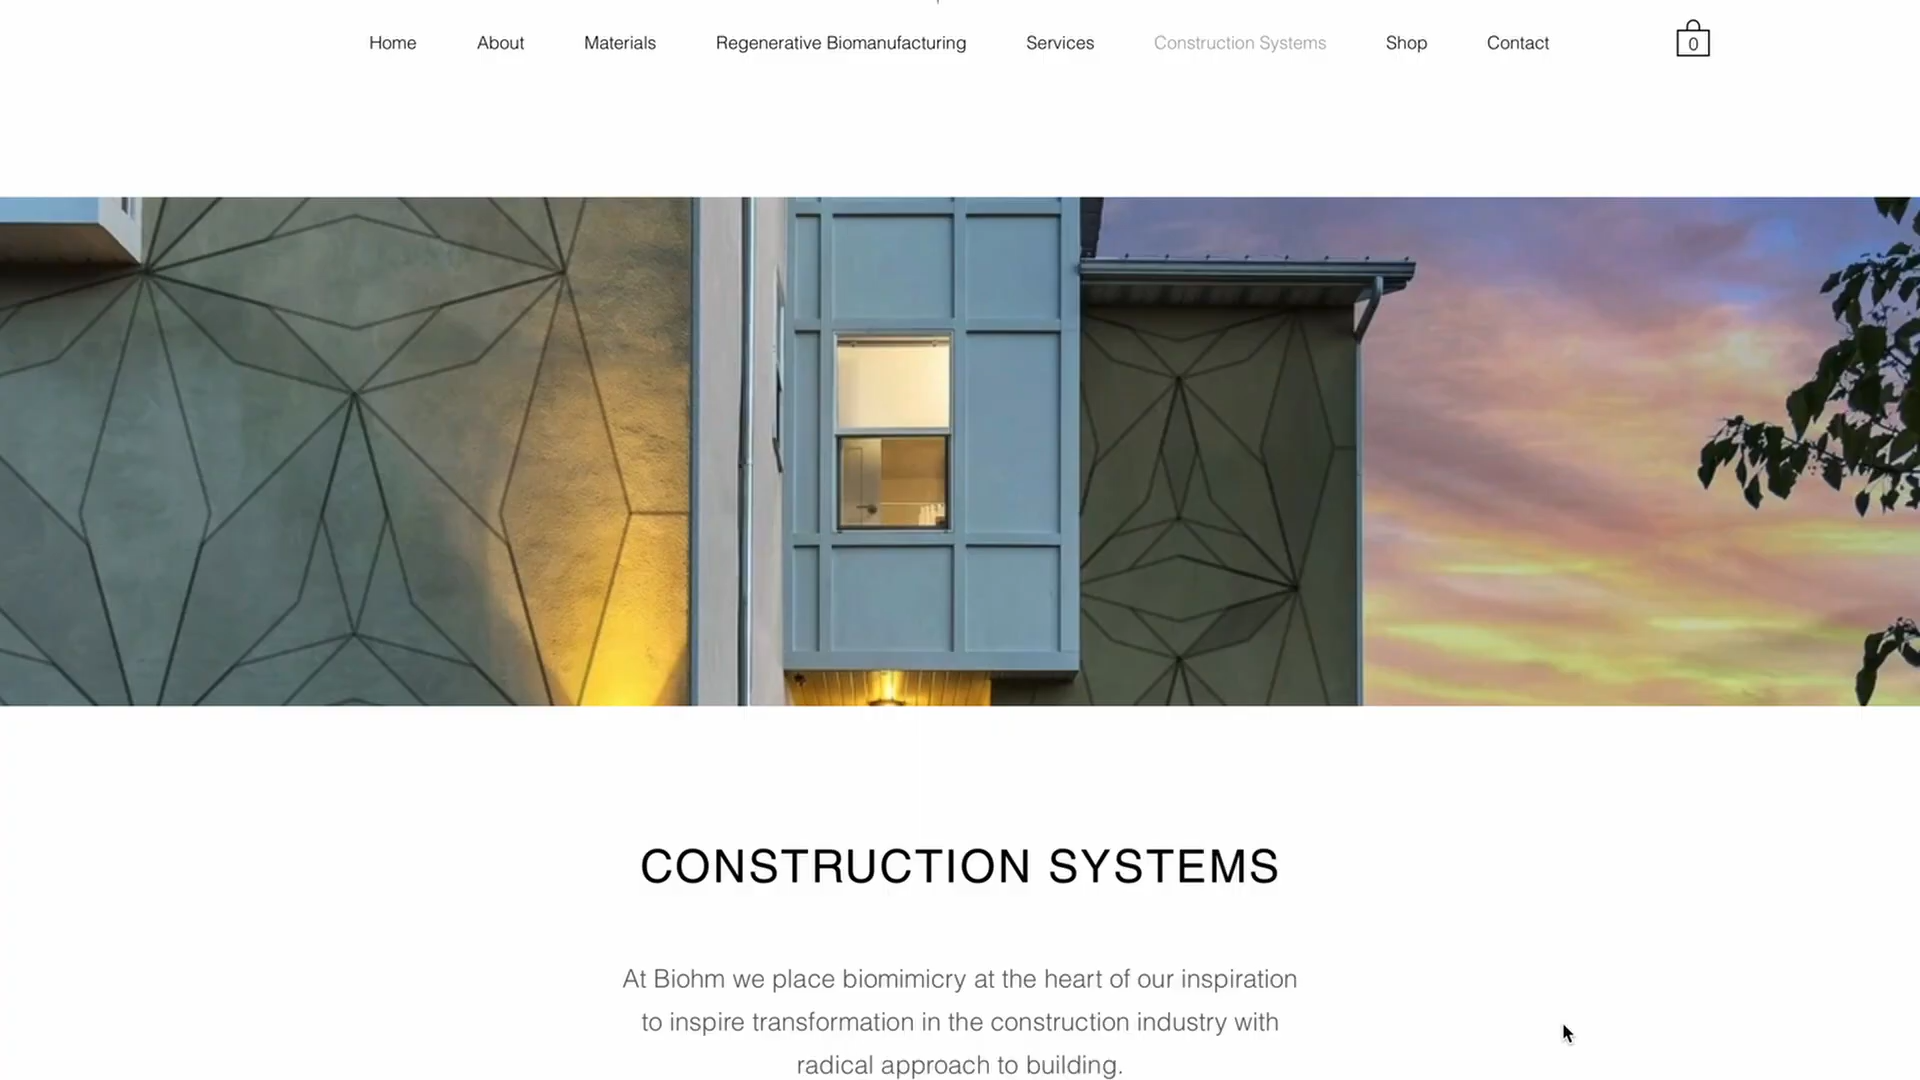 Home About Materials Regenerative Biomanufacturing Services Construction Systems Shop Contact 0
CONSTRUCTION SYSTEMS
At Biohm we place biomimicry at the heart of our inspiration
to inspire transformation in the construction industry with
radical approach to building.